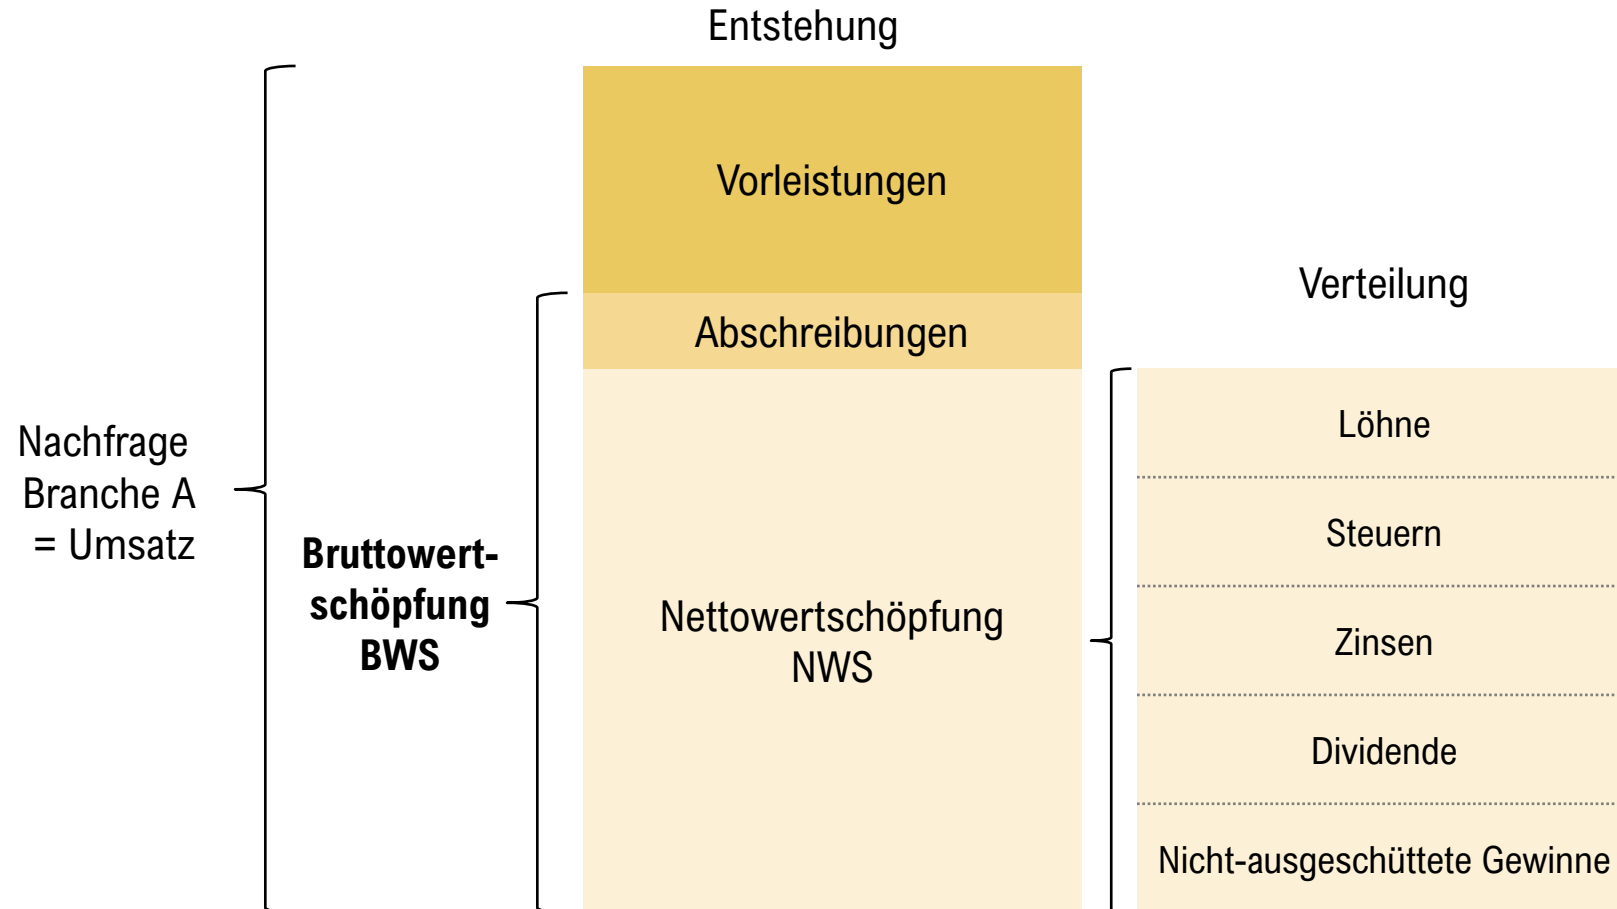 Entstehung
Vorleistungen
Verteilung
Abschreibungen
Nachfrage
Branche A
= Umsatz
Bruttowert-
schöpfung
BWS
Nettowertschöpfung
NWS
Löhne
Steuern
Zinsen
Dividende
Nicht-ausgeschüttete Gewinne